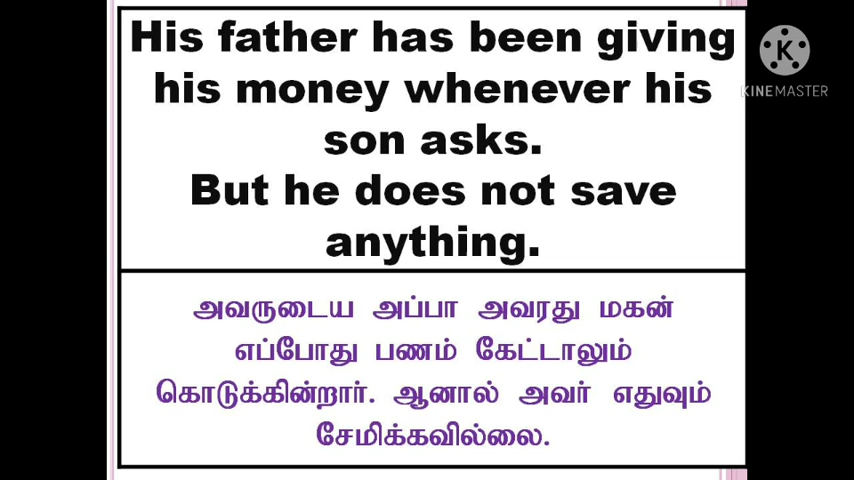 His father has been giving
his money whenever his
son asks.
But he does not save
anything.
அவருடைய அப்பா அவரது மகன்
எப்போது பணம் கேட்டாலும்
கொடுக்கின்றார். ஆனால் அவர் எதுவும்
சேமிக்கவில்லை.
K
KINEMASTER